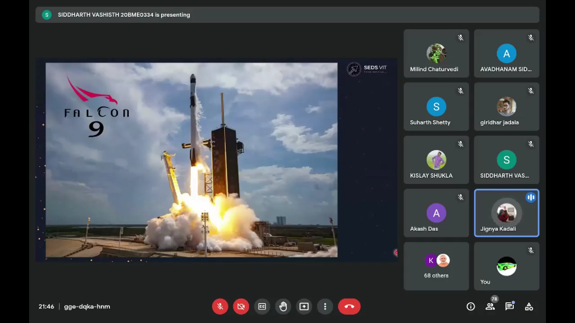 S SIDDHARTH VASHISTH 20BME0334 is presenting
FALCON
9
SEDS VIT
Milind Chaturvedi
A
AVADHANAM SID...
S
Suharth Shetty
giridhar jadala
KISLAY SHUKLA
S
SIDDHARTH VAS...
A
Akash Das
Jignya Kadali
K
68 others
You
21:46 | gge-dqka-hnm
76